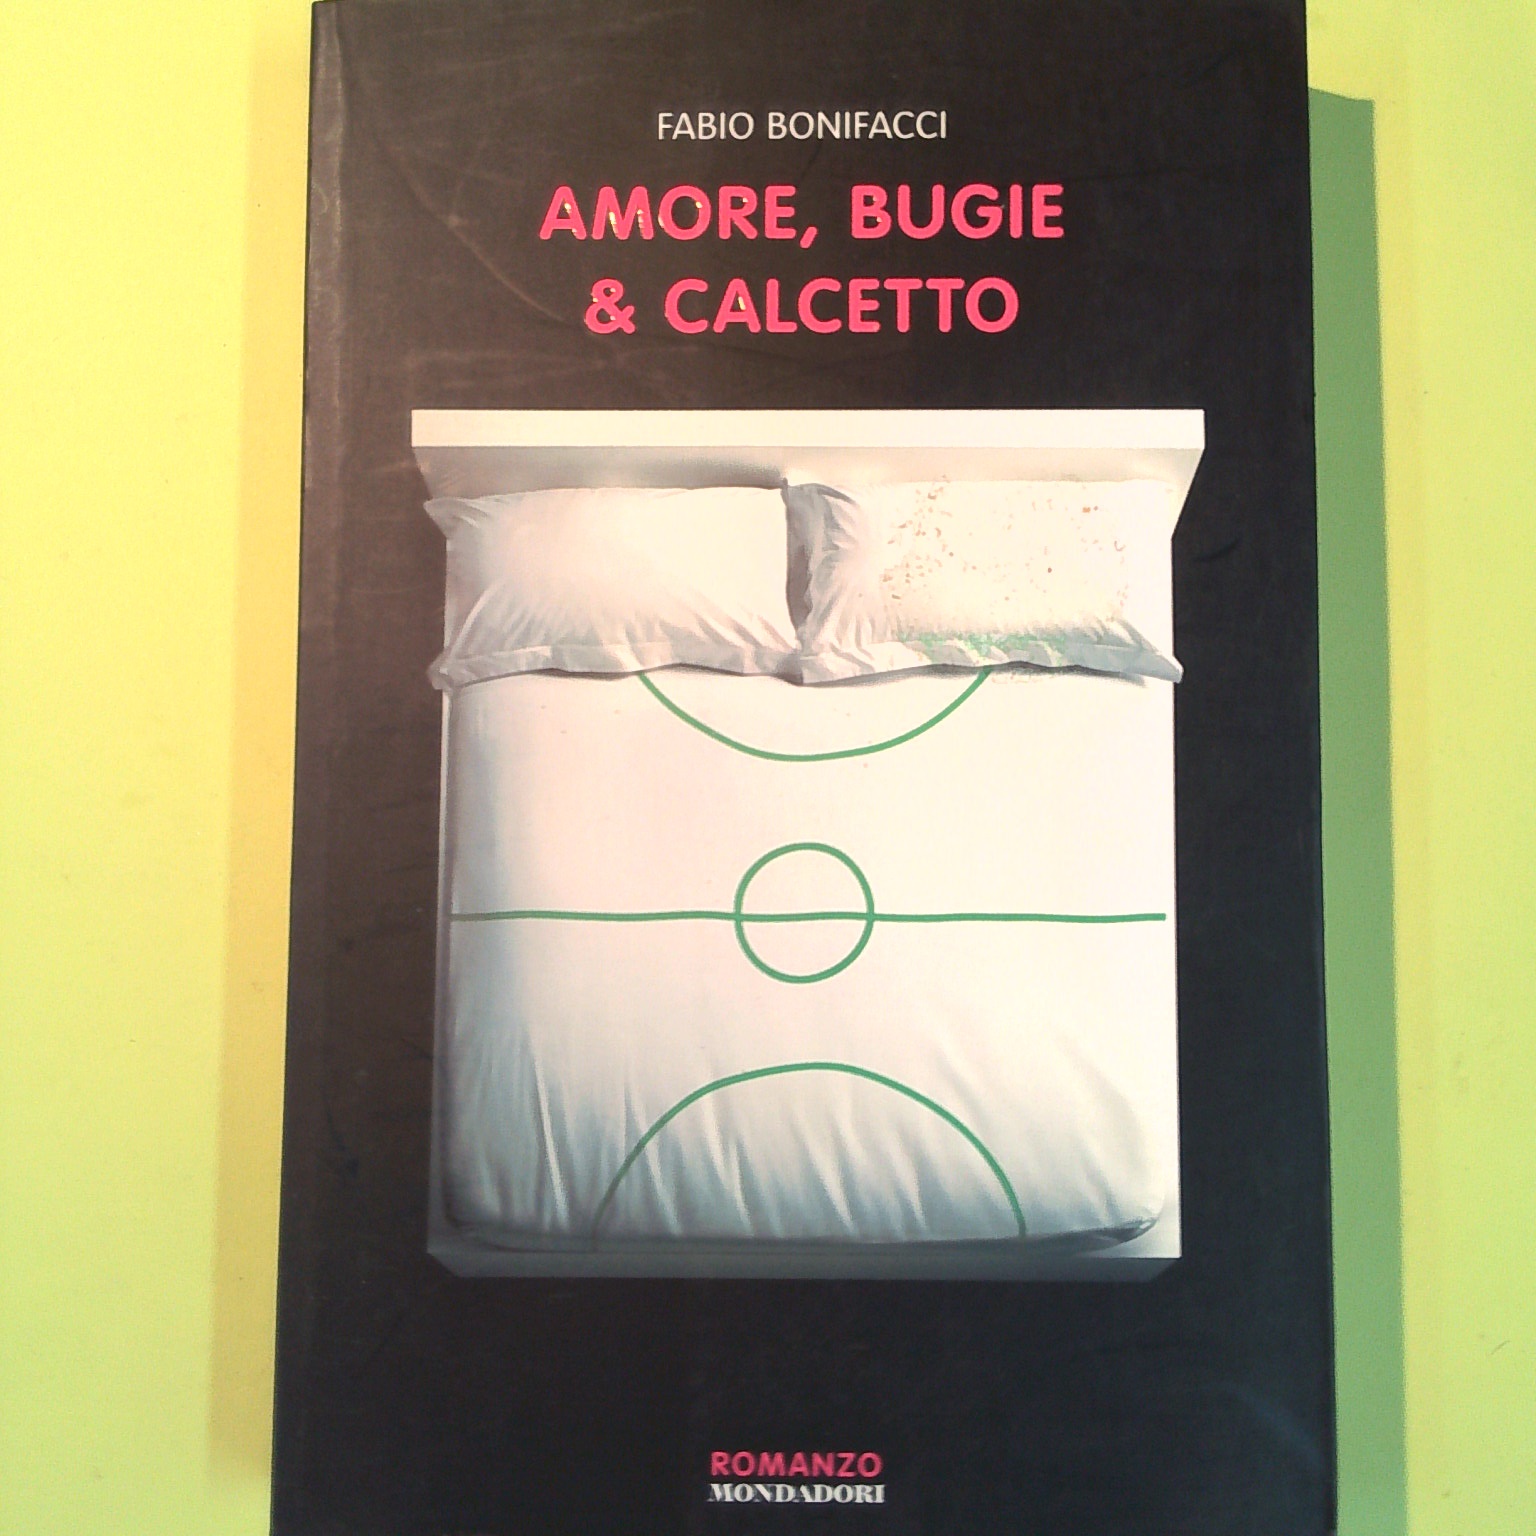 FABIO BONIFACCI
AMORE, BUGIE
& CALCETTO
ROMANZO
MONDADORI